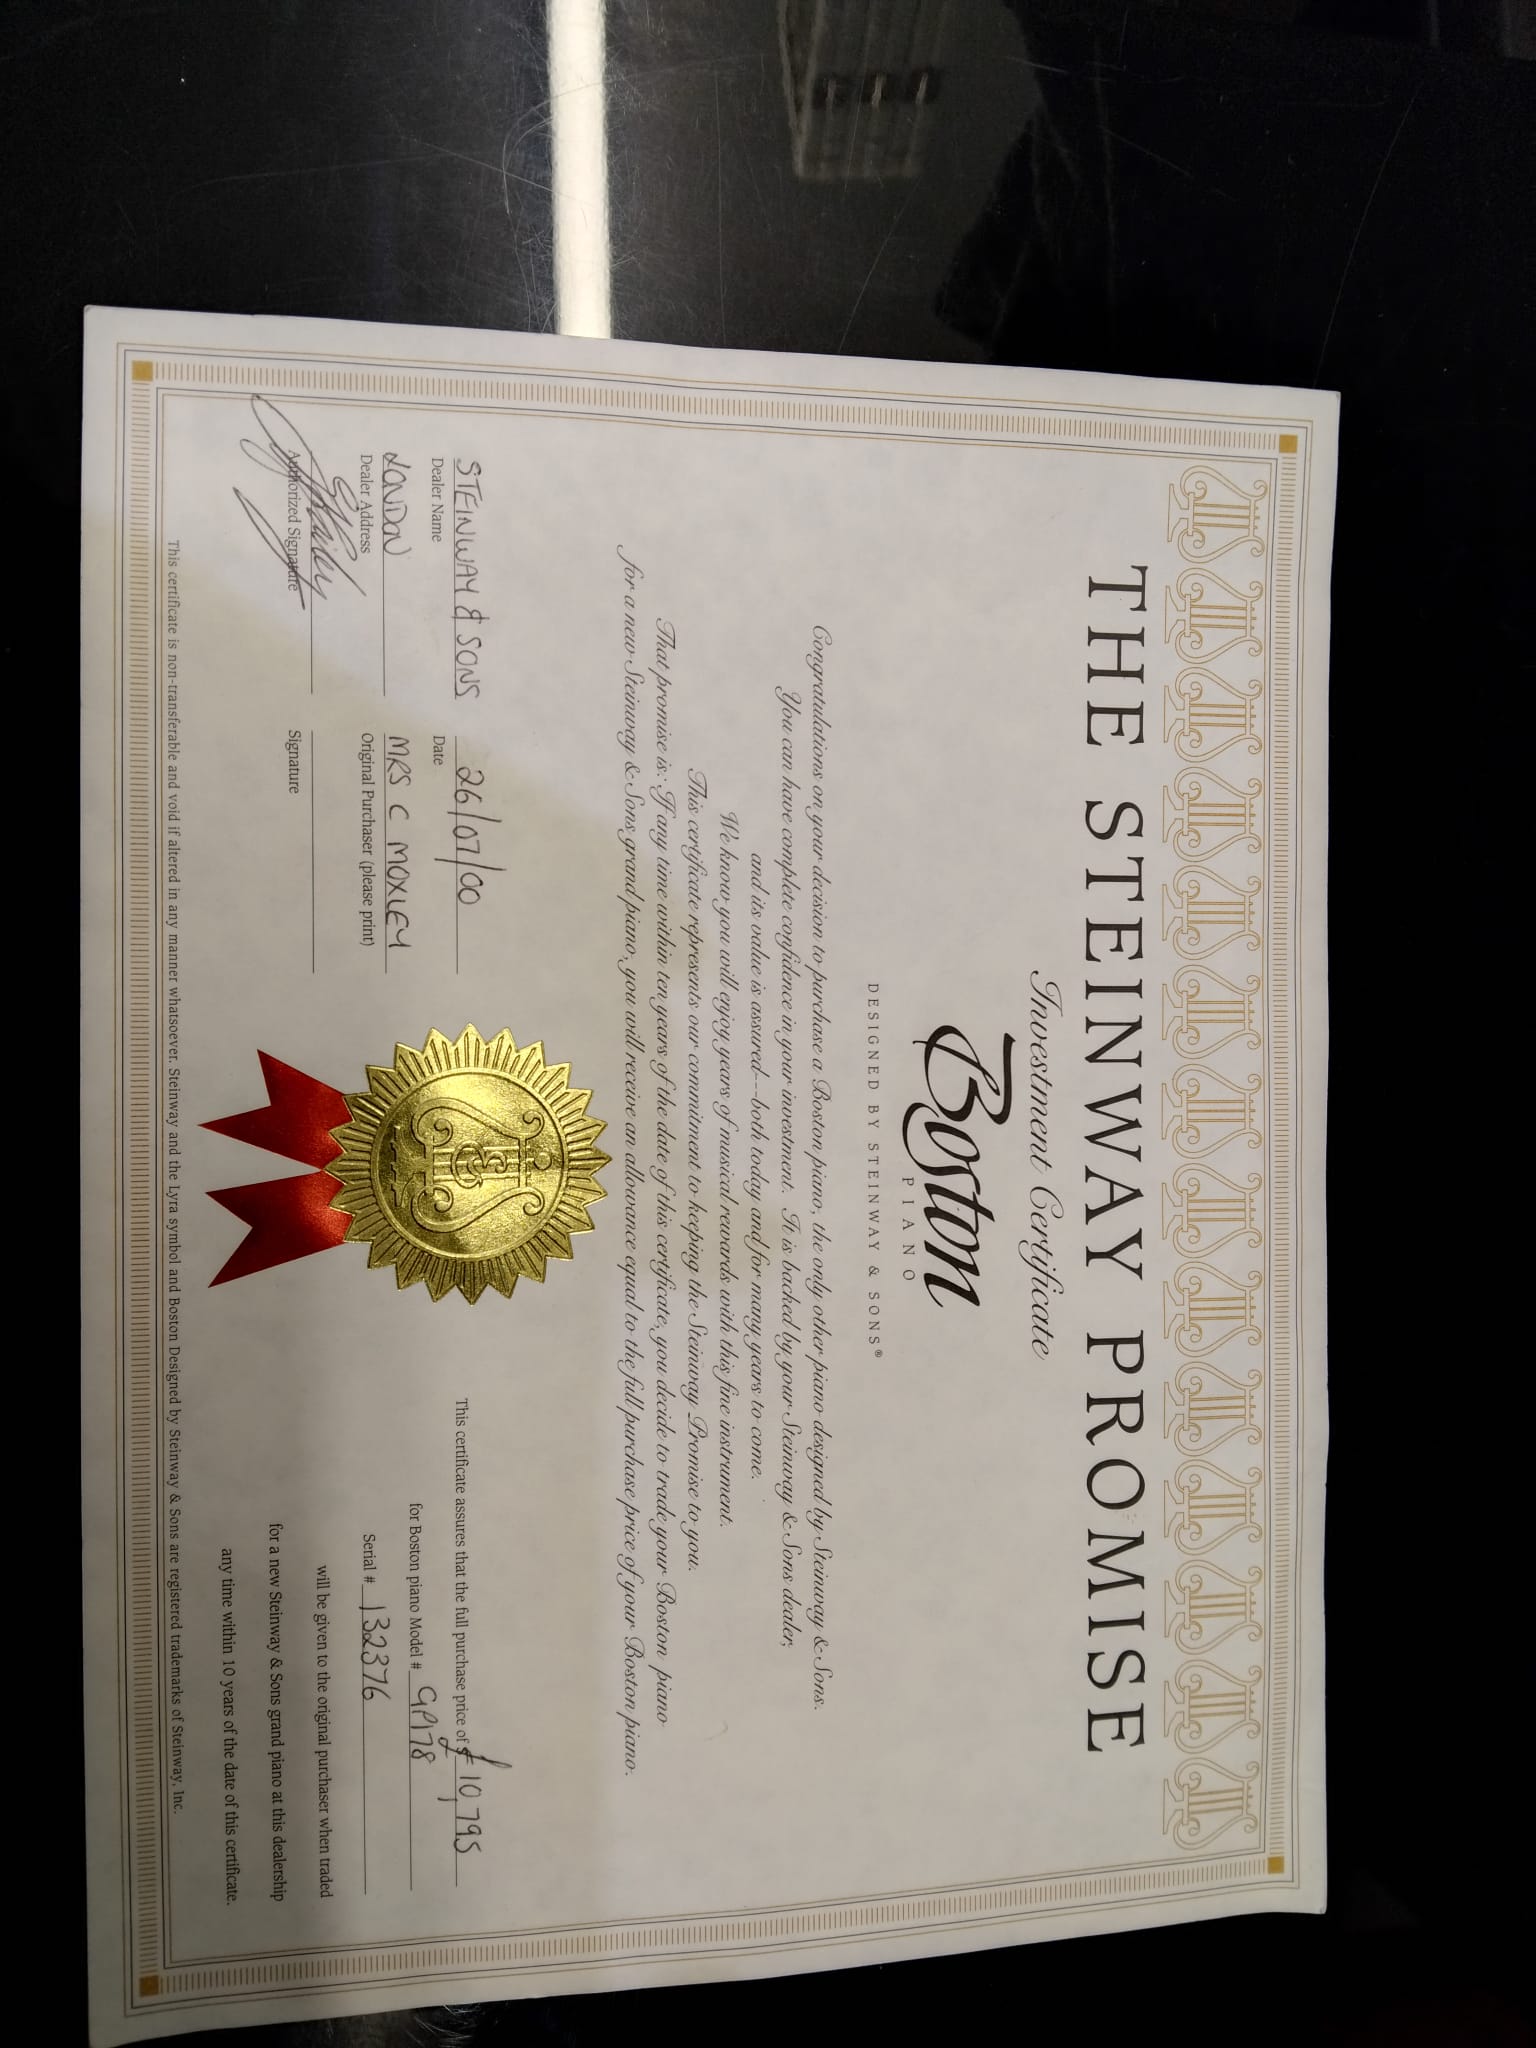 THE STEINWAY PROMISE
Investment Certificate
Boston
PIANO
DESIGNED BY STEINWAY & SONS®
Congratulations on your decision to purchase a Boston piano, the only other piano designed by Steinway & Sons.
You can have complete confidence in your investment. It is backed by your Steinway & Sons dealer,
and its value is assured—both today and for many years to come.
We know you will enjoy years of musical rewards with this fine instrument.
This certificate represents our commitment to keeping the Steinway Promise to you.
That promise is: If any time within ten years of the date of this certificate, you decide to trade your Boston piano
for a new Steinway & Sons grand piano, you will receive an allowance equal to the full purchase price of your Boston piano.
STEINWAY & SONS
Dealer Name
26/07/00
Date
LONDON
Dealer Address
MRS C MOXLEY
Original Purchaser (please print)
Authorized Signature
Signature
This certificate assures that the full purchase price of £10,795
for Boston piano Model # GP178
Serial # 132376
will be given to the original purchaser when traded
for a new Steinway & Sons grand piano at this dealership
any time within 10 years of the date of this certificate.
This certificate is non-transferable and void if altered in any manner whatsoever. Steinway and the Lyra symbol and Boston Designed by Steinway & Sons are registered trademarks of Steinway, Inc.